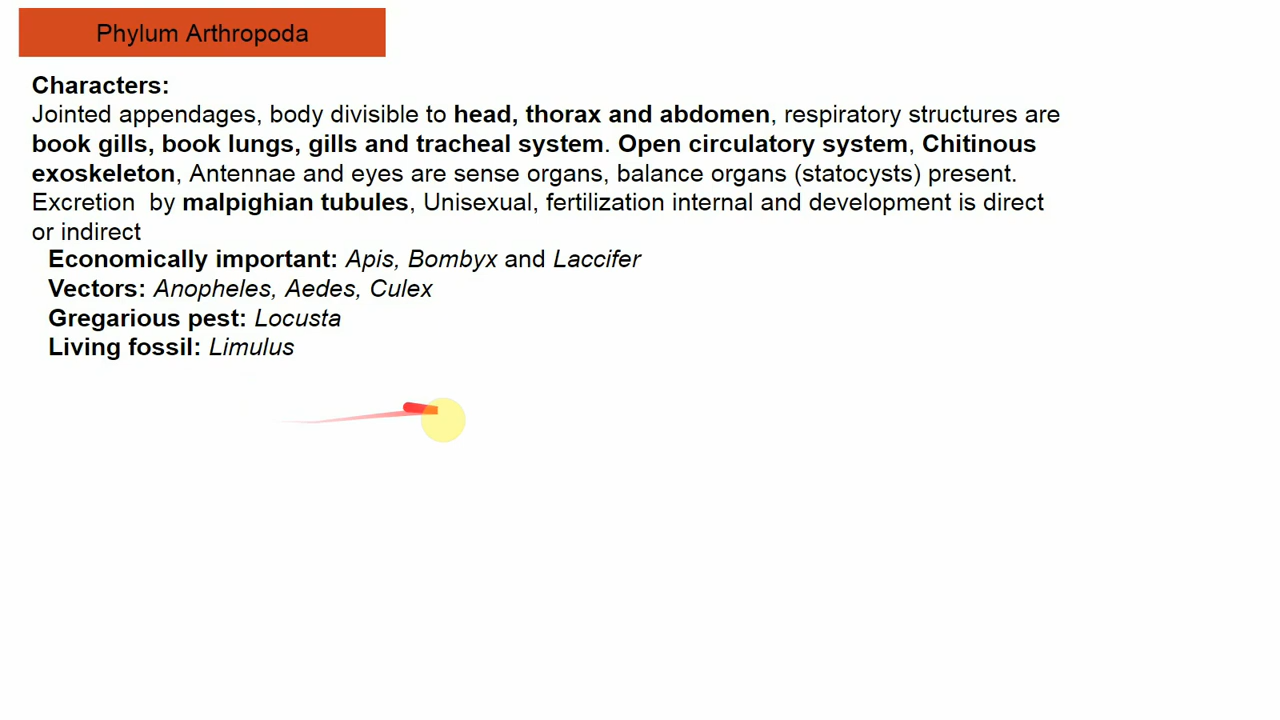 Phylum Arthropoda
Characters:
Jointed appendages, body divisible to head, thorax and abdomen, respiratory structures are
book gills, book lungs, gills and tracheal system. Open circulatory system, Chitinous
exoskeleton, Antennae and eyes are sense organs, balance organs (statocysts) present.
Excretion  by malpighian tubules, Unisexual, fertilization internal and development is direct
or indirect
Economically important: Apis, Bombyx and Laccifer
Vectors: Anopheles, Aedes, Culex
Gregarious pest: Locusta
Living fossil: Limulus